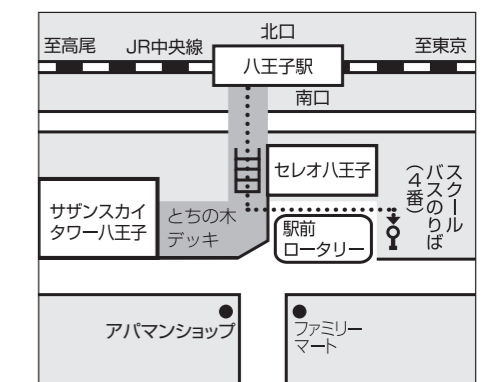 北口
至高尾
JR中央線
至東京
八王子駅
南口
セレオ八王子
スクール
バスのりば
（4番）
サザンスカイ
タワー八王子
とちの木
デッキ
駅前
ロータリー
アパマンショップ
ファミリー
マート